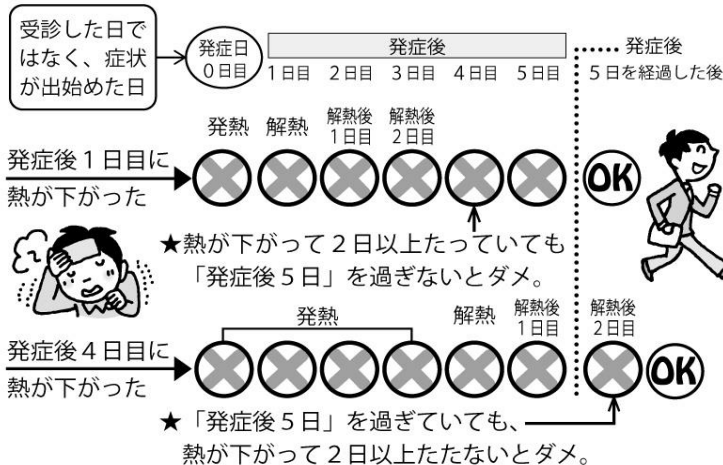 受診した日で
はなく、症状
が出始めた日
発症日
0日目
発症後
1日目 2日目 3日目 4日目 5日目
発症後
5日を経過した後
発熱 解熱 解熱後1日目 解熱後2日目
発症後1日目に
熱が下がった
OK
★熱が下がって2日以上たっていても
「発症後5日」を過ぎないとダメ。
発熱 解熱 解熱後1日目 解熱後2日目
発症後4日目に
熱が下がった
OK
★「発症後5日」を過ぎていても、
熱が下がって2日以上たたないとダメ。